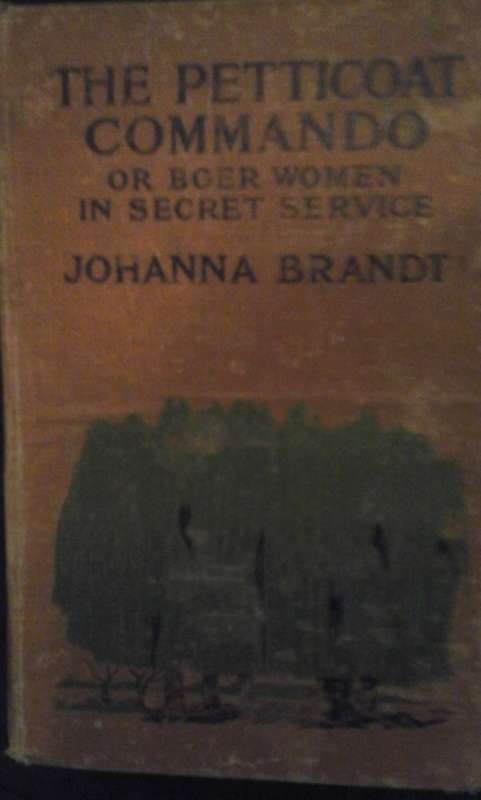 THE PETTICOAT
COMMANDO
OR BOER WOMEN
IN SECRET SERVICE
JOHANNA BRANDT